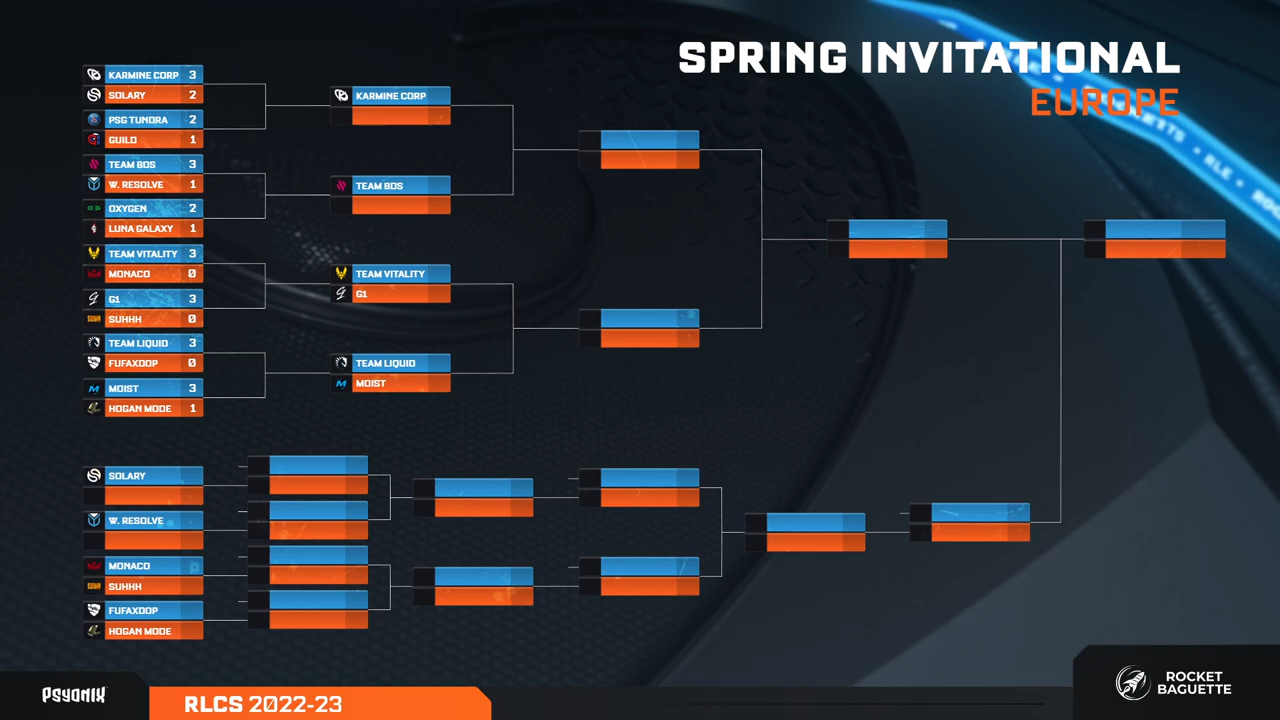 SPRING INVITATIONAL
EUROPE
KARMINE CORP 3
SOLARY 2
PSG TUNDRA 2
GUILD 1
TEAM BDS 3
W. RESOLVE 1
OXYGEN 2
LUNA GALAXY 1
TEAM VITALITY 3
MONACO 0
G1 3
SUHHH 0
TEAM LIQUID 3
FUFAXDOP 0
MOIST 3
HOGAN MODE 1
KARMINE CORP
TEAM BDS
TEAM VITALITY
G1
TEAM LIQUID
MOIST
SOLARY
W. RESOLVE
MONACO
SUHHH
FUFAXDOP
HOGAN MODE
PSYONIX
RLCS 2022-23
ROCKET
BAGUETTE